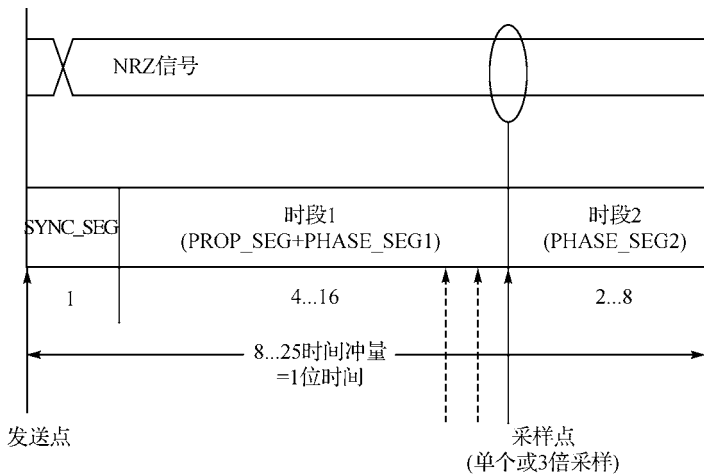 NRZ信号
SYNC_SEG
时段1
(PROP_SEG+PHASE_SEG1)
时段2
(PHASE_SEG2)
1
4...16
2...8
8...25时间冲量
=1位时间
发送点
采样点
(单个或3倍采样)